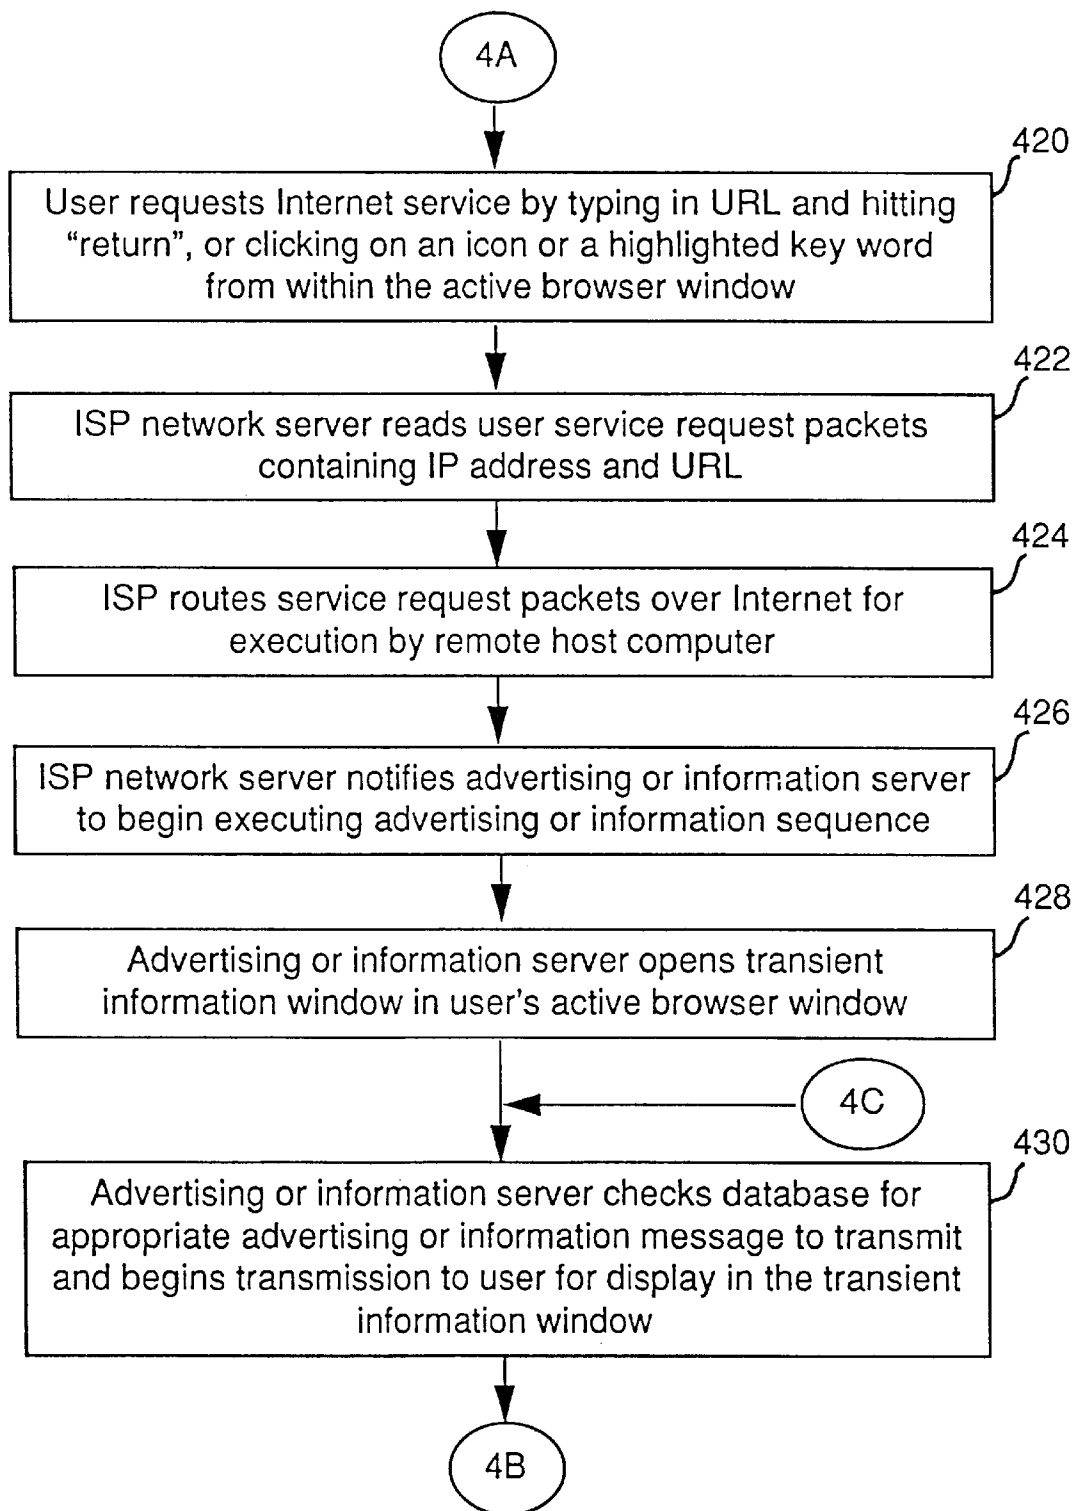 4A
420
User requests Internet service by typing in URL and hitting
“return”, or clicking on an icon or a highlighted key word
from within the active browser window
422
ISP network server reads user service request packets
containing IP address and URL
424
ISP routes service request packets over Internet for
execution by remote host computer
426
ISP network server notifies advertising or information server
to begin executing advertising or information sequence
428
Advertising or information server opens transient
information window in user's active browser window
4C
430
Advertising or information server checks database for
appropriate advertising or information message to transmit
and begins transmission to user for display in the transient
information window
4B